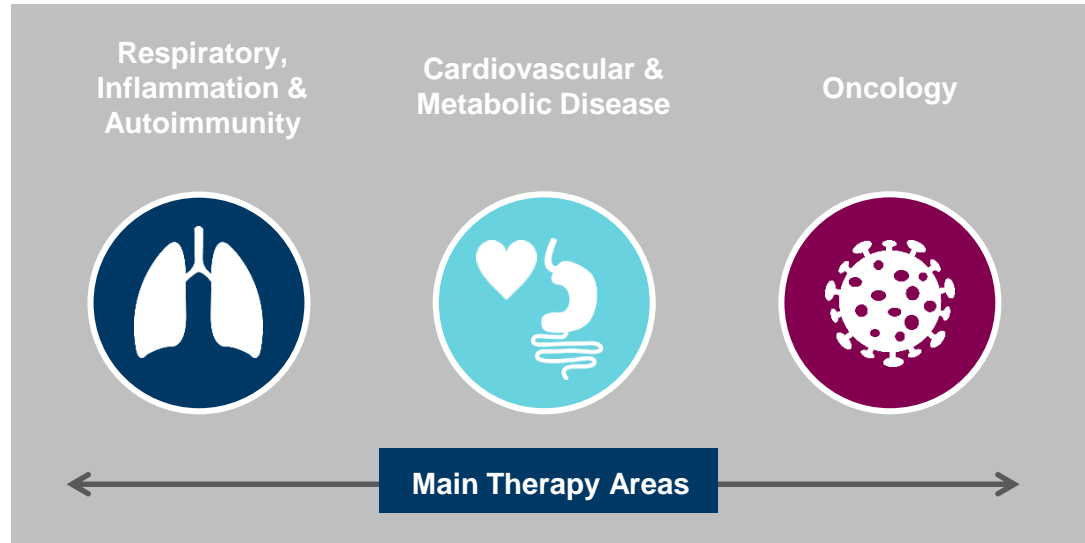 Respiratory,
Inflammation &
Autoimmunity
Cardiovascular &
Metabolic Disease
Oncology
Main Therapy Areas